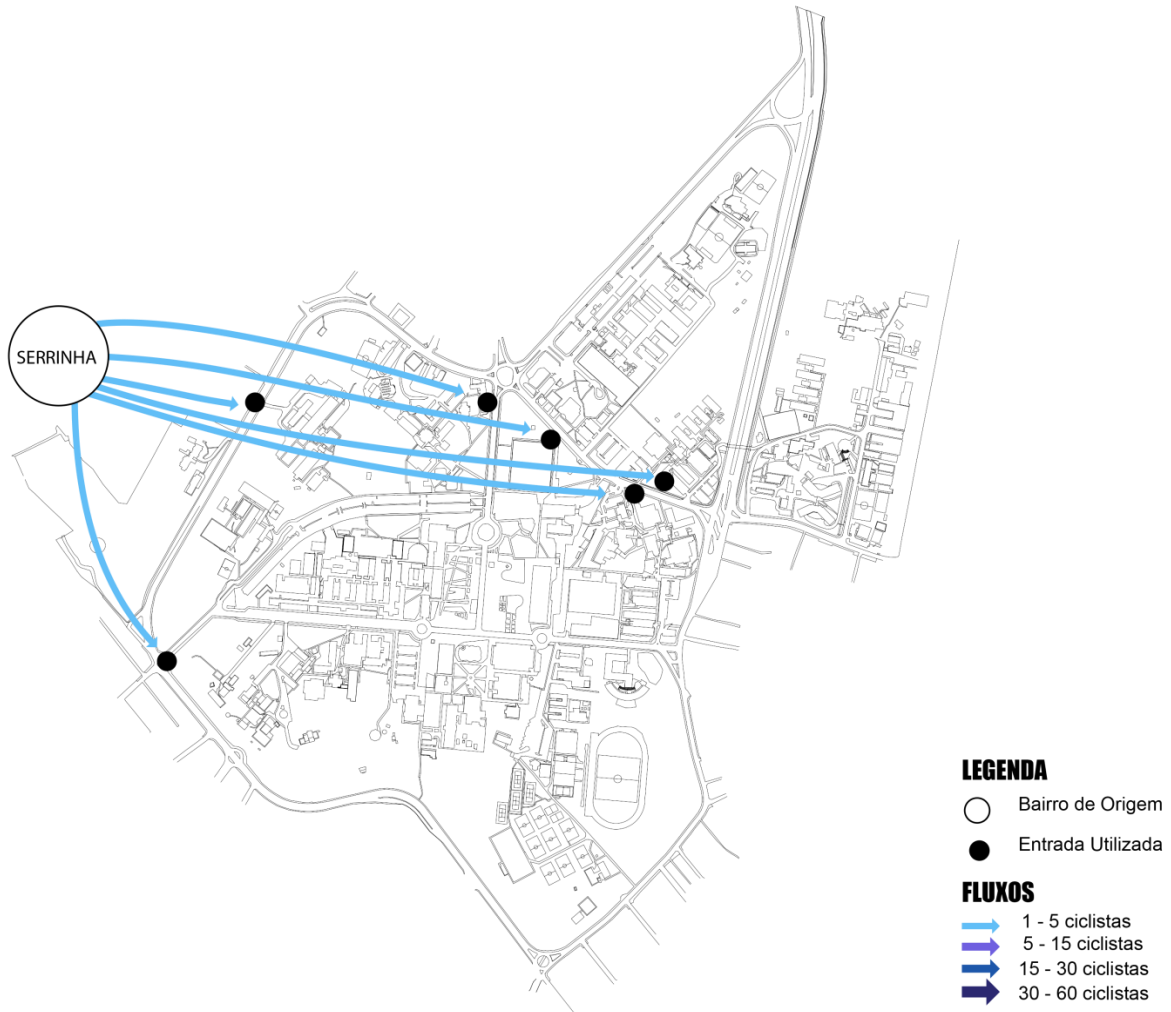 SERRINHA
LEGENDA
Bairro de Origem
Entrada Utilizada
FLUXOS
1 - 5 ciclistas
5 - 15 ciclistas
15 - 30 ciclistas
30 - 60 ciclistas